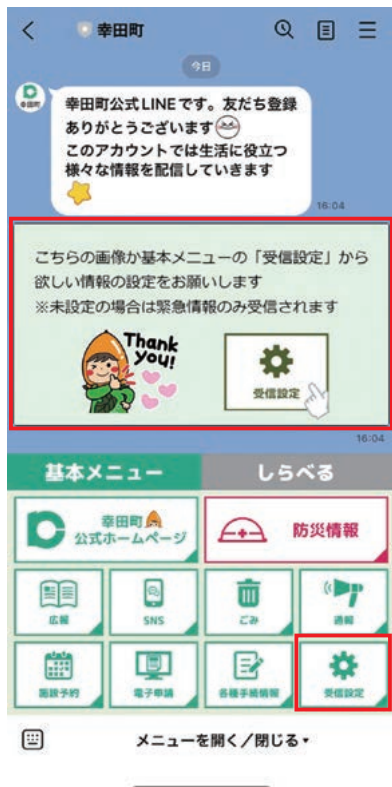 幸田町
今日
幸田町
幸田町公式LINEです。友だち登録
ありがとうございます
このアカウントでは生活に役立つ
様々な情報を配信していきます
16:04
こちらの画像か基本メニューの「受信設定」から
欲しい情報の設定をお願いします
※未設定の場合は緊急情報のみ受信されます
Thank
you!
受信設定
16:04
基本メニュー
しらべる
幸田町
公式ホームページ
防災情報
広報
SNS
ごみ
通報
施設予約
電子申請
各種手続情報
受信設定
メニューを開く/閉じる▾